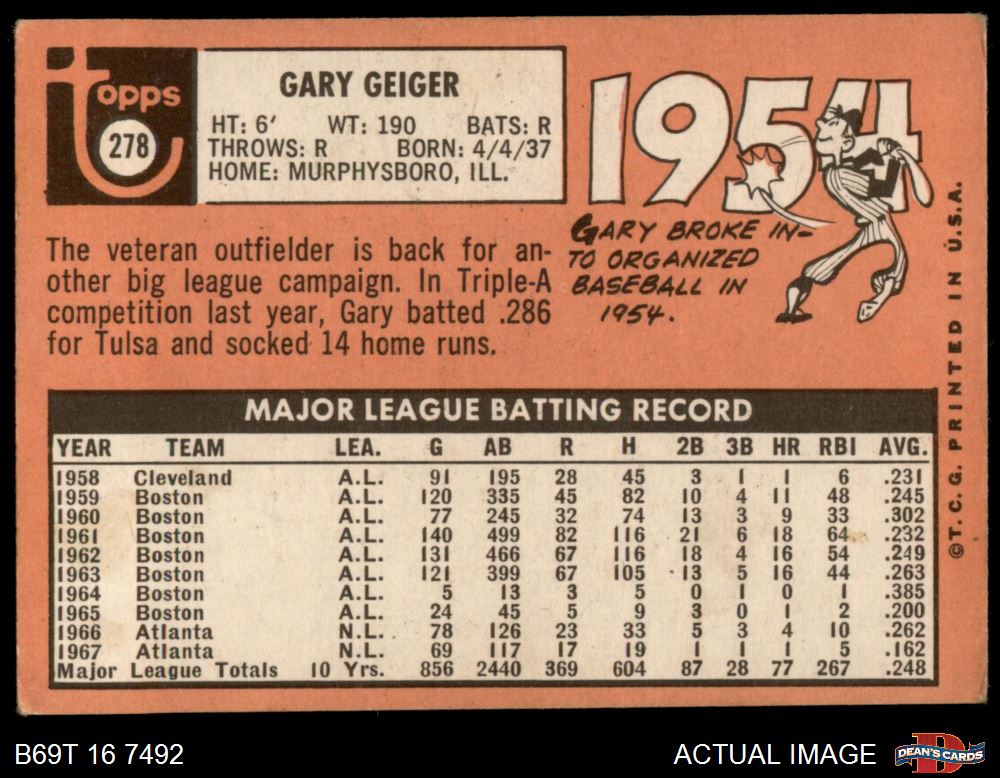 topps
278
GARY GEIGER
HT: 6' WT: 190 BATS: R
THROWS: R BORN: 4/4/37
HOME: MURPHYSBORO, ILL.
1954
GARY BROKE IN-
TO ORGANIZED
BASEBALL IN
1954.
The veteran outfielder is back for an-
other big league campaign. In Triple-A
competition last year, Gary batted .286
for Tulsa and socked 14 home runs.
MAJOR LEAGUE BATTING RECORD
YEAR TEAM LEA. G AB R H 2B 3B HR RBI AVG.
1958 Cleveland A.L. 91 195 28 45 3 1 1 6 .231
1959 Boston A.L. 120 335 45 82 10 4 11 48 .245
1960 Boston A.L. 77 245 32 74 13 3 9 33 .302
1961 Boston A.L. 140 499 82 116 21 6 18 64 .232
1962 Boston A.L. 131 466 67 116 18 4 16 54 .249
1963 Boston A.L. 121 399 67 105 13 5 16 44 .263
1964 Boston A.L. 5 13 3 5 0 1 0 1 .385
1965 Boston A.L. 24 45 5 9 3 0 1 2 .200
1966 Atlanta N.L. 78 126 23 33 5 3 4 10 .262
1967 Atlanta N.L. 69 117 17 19 1 1 1 5 .162
Major League Totals 10 Yrs. 856 2440 369 604 87 28 77 267 .248
©T. C. G. PRINTED IN U.S.A.
B69T 16 7492
ACTUAL IMAGE
D
DEAN'S CARDS